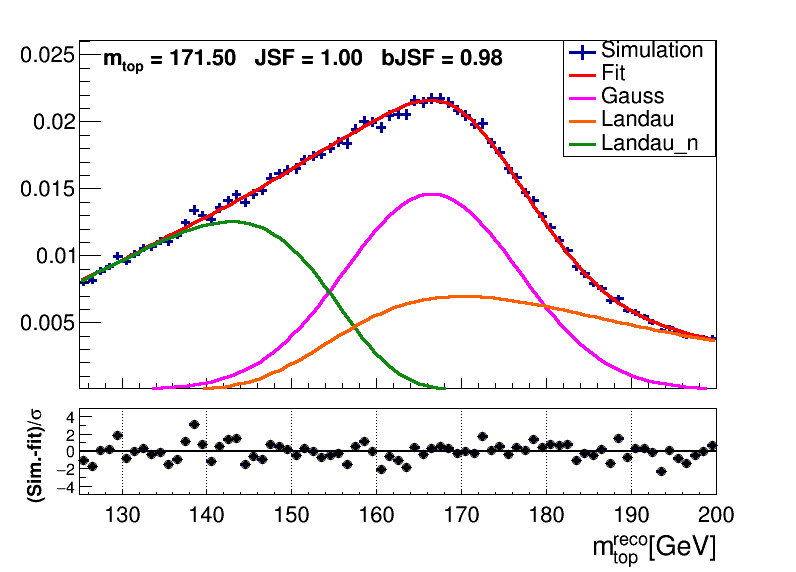 m_top = 171.50 JSF = 1.00 bJSF = 0.98
Simulation
Fit
Gauss
Landau
Landau_n
0.025
0.02
0.015
0.01
0.005
(Sim.-fit)/σ
4
2
0
−2
−4
130 140 150 160 170 180 190 200
m_top^reco[GeV]